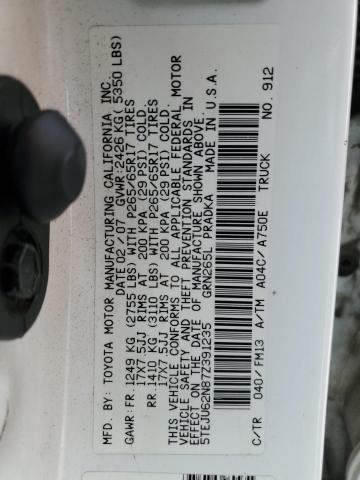 MFD. BY: TOYOTA MOTOR MANUFACTURING CALIFORNIA INC.
DATE 02/07 GVWR:2426 KG( 5350 LBS)
GAWR:FR.1249 KG (2755 LBS) WITH P265/65R17 TIRES
17X7.5JJ RIMS AT 200 KPA (29 PSI) COLD.
RR.1410 KG (3110 LBS) WITH P265/65R17 TIRES
17X7.5JJ RIMS AT 200 KPA (29 PSI) COLD.
THIS VEHICLE CONFORMS TO ALL APPLICABLE FEDERAL MOTOR
VEHICLE SAFETY AND THEFT PREVENTION STANDARDS IN
EFFECT ON THE DATE OF MANUFACTURE SHOWN ABOVE.
GRN265L PRADKA MADE IN U.S.A.
5TEJU62N87Z391235
C/TR 040/ FM13 A/TM A04C/ A750E TRUCK NO. 912